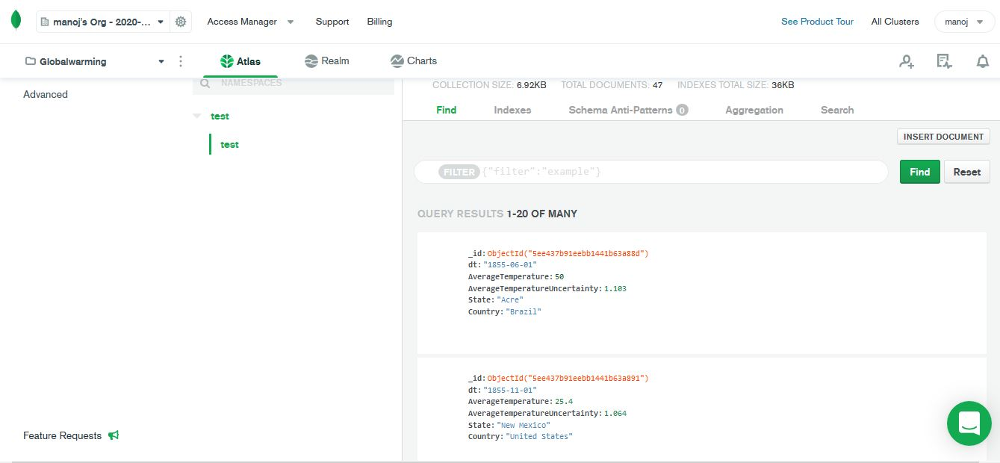 manoj's Org - 2020-... Access Manager Support Billing See Product Tour All Clusters manoj
Globalwarming Atlas Realm Charts
Advanced
NAMESPACES
test
test
Feature Requests
COLLECTION SIZE: 6.92KB TOTAL DOCUMENTS: 47 INDEXES TOTAL SIZE: 36KB
Find Indexes Schema Anti-Patterns 0 Aggregation Search
INSERT DOCUMENT
FILTER {"filter":"example"} Find Reset
QUERY RESULTS 1-20 OF MANY
_id: ObjectId("5ee437b91eebb1441b63a88d")
dt: "1855-06-01"
AverageTemperature: 50
AverageTemperatureUncertainty: 1.103
State: "Acre"
Country: "Brazil"
_id: ObjectId("5ee437b91eebb1441b63a891")
dt: "1855-11-01"
AverageTemperature: 25.4
AverageTemperatureUncertainty: 1.064
State: "New Mexico"
Country: "United States"